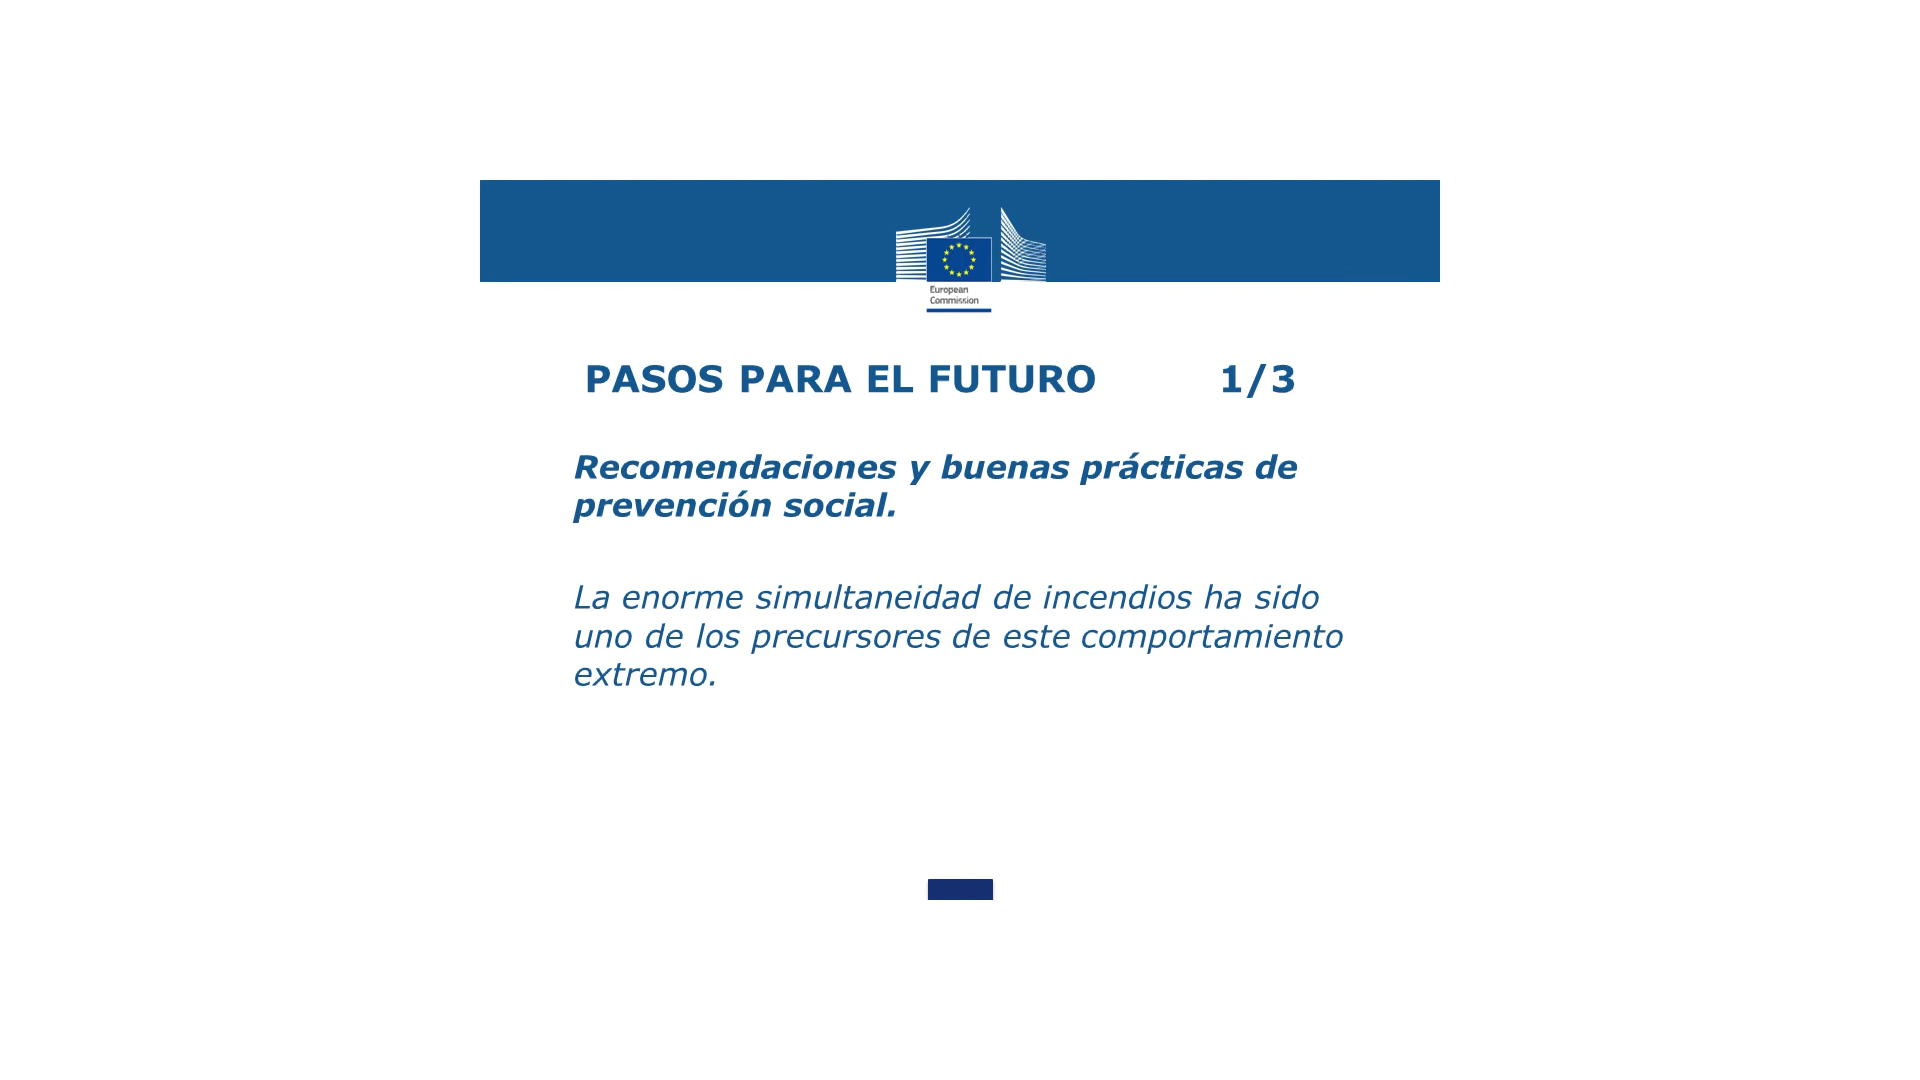 European
Commission
PASOS PARA EL FUTURO 1/3
Recomendaciones y buenas prácticas de
prevención social.
La enorme simultaneidad de incendios ha sido
uno de los precursores de este comportamiento
extremo.